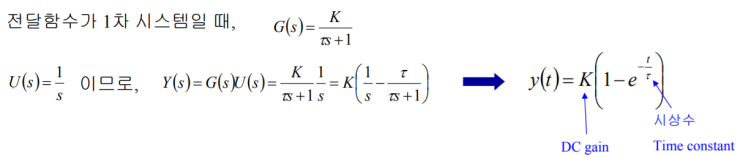 전달함수가 1차 시스템일 때, G(s)=K/(τs+1)
U(s)=1/s 이므로, Y(s)=G(s)U(s)=K/(τs+1) 1/s=K(1/s-τ/(τs+1)) y(t)=K(1-e^(-t/τ))
시상수
DC gain Time constant